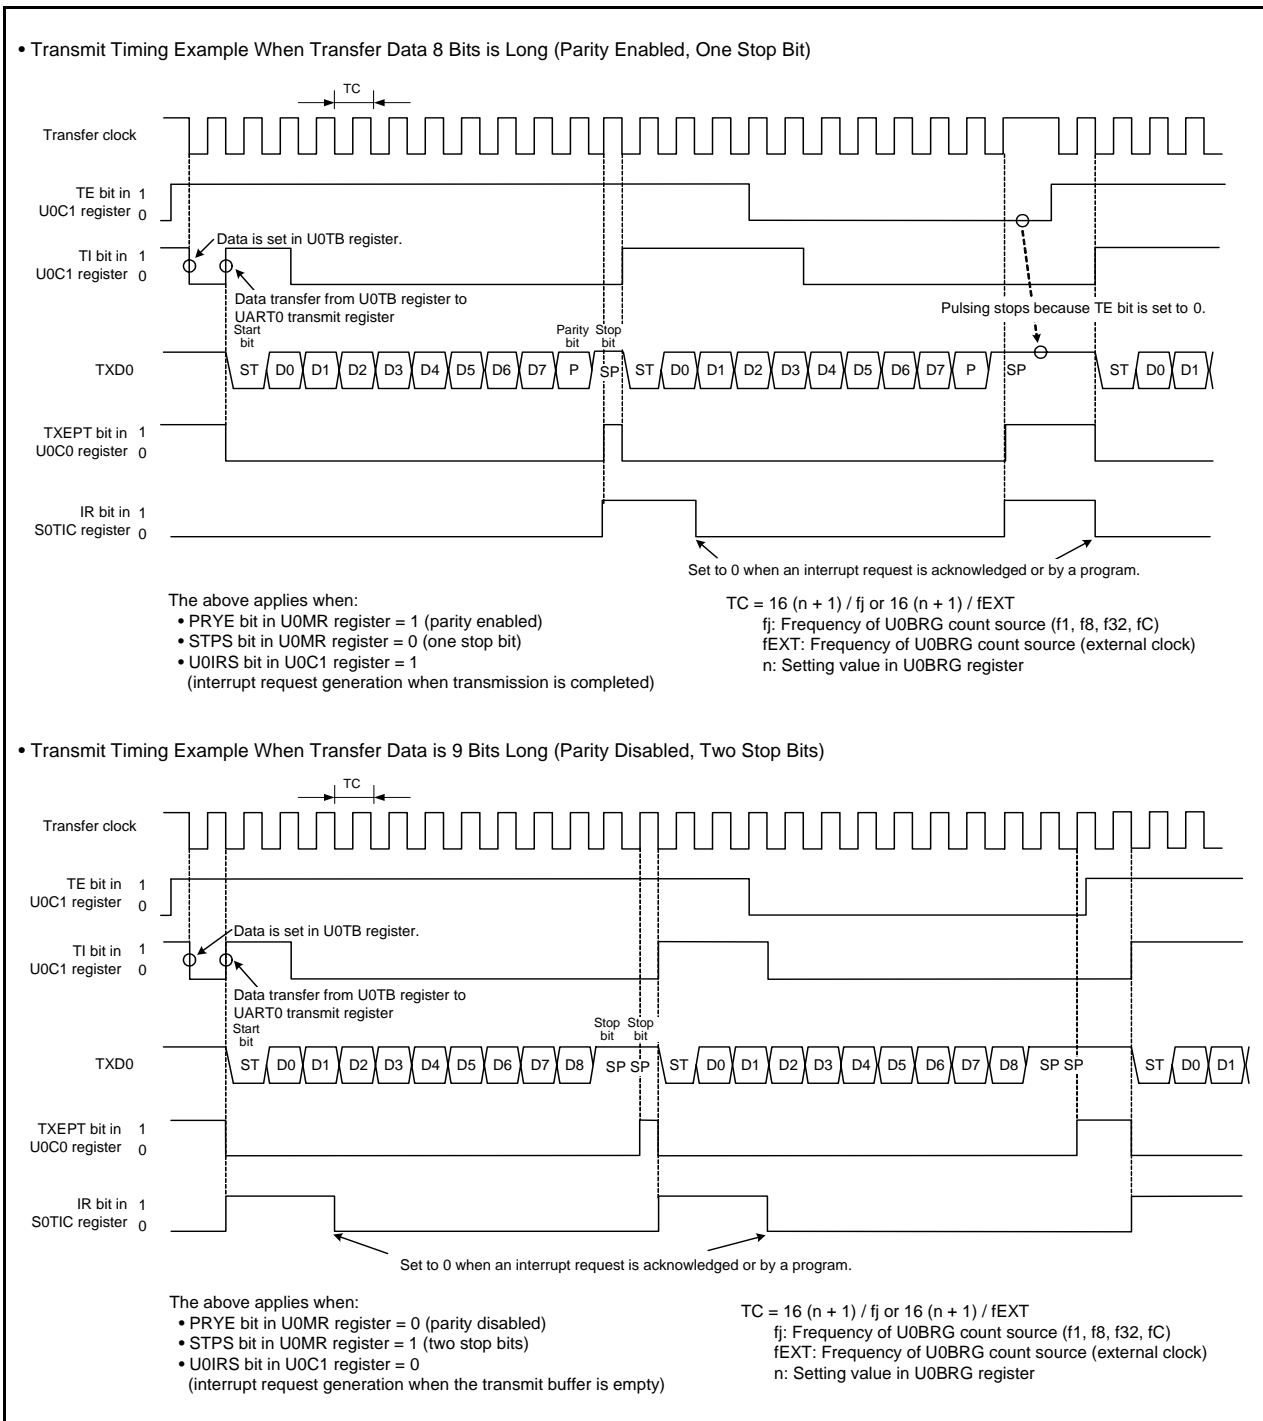 • Transmit Timing Example When Transfer Data 8 Bits is Long (Parity Enabled, One Stop Bit)
TC
Transfer clock
TE bit in 1
U0C1 register 0
Data is set in U0TB register.
TI bit in 1
U0C1 register 0
Data transfer from U0TB register to
UART0 transmit register
Pulsing stops because TE bit is set to 0.
Start
bit
Parity
bit
Stop
bit
TXD0 ST D0 D1 D2 D3 D4 D5 D6 D7 P SP ST D0 D1 D2 D3 D4 D5 D6 D7 P SP ST D0 D1
TXEPT bit in 1
U0C0 register 0
IR bit in 1
S0TIC register 0
Set to 0 when an interrupt request is acknowledged or by a program.
The above applies when:
• PRYE bit in U0MR register = 1 (parity enabled)
• STPS bit in U0MR register = 0 (one stop bit)
• U0IRS bit in U0C1 register = 1
(interrupt request generation when transmission is completed)
TC = 16 (n + 1) / fj or 16 (n + 1) / fEXT
fj: Frequency of U0BRG count source (f1, f8, f32, fC)
fEXT: Frequency of U0BRG count source (external clock)
n: Setting value in U0BRG register
• Transmit Timing Example When Transfer Data is 9 Bits Long (Parity Disabled, Two Stop Bits)
TC
Transfer clock
TE bit in 1
U0C1 register 0
Data is set in U0TB register.
TI bit in 1
U0C1 register 0
Data transfer from U0TB register to
UART0 transmit register
Start
bit
Stop
bit
Stop
bit
TXD0 ST D0 D1 D2 D3 D4 D5 D6 D7 D8 SP SP ST D0 D1 D2 D3 D4 D5 D6 D7 D8 SP SP ST D0 D1
TXEPT bit in 1
U0C0 register 0
IR bit in 1
S0TIC register 0
Set to 0 when an interrupt request is acknowledged or by a program.
The above applies when:
• PRYE bit in U0MR register = 0 (parity disabled)
• STPS bit in U0MR register = 1 (two stop bits)
• U0IRS bit in U0C1 register = 0
(interrupt request generation when the transmit buffer is empty)
TC = 16 (n + 1) / fj or 16 (n + 1) / fEXT
fj: Frequency of U0BRG count source (f1, f8, f32, fC)
fEXT: Frequency of U0BRG count source (external clock)
n: Setting value in U0BRG register